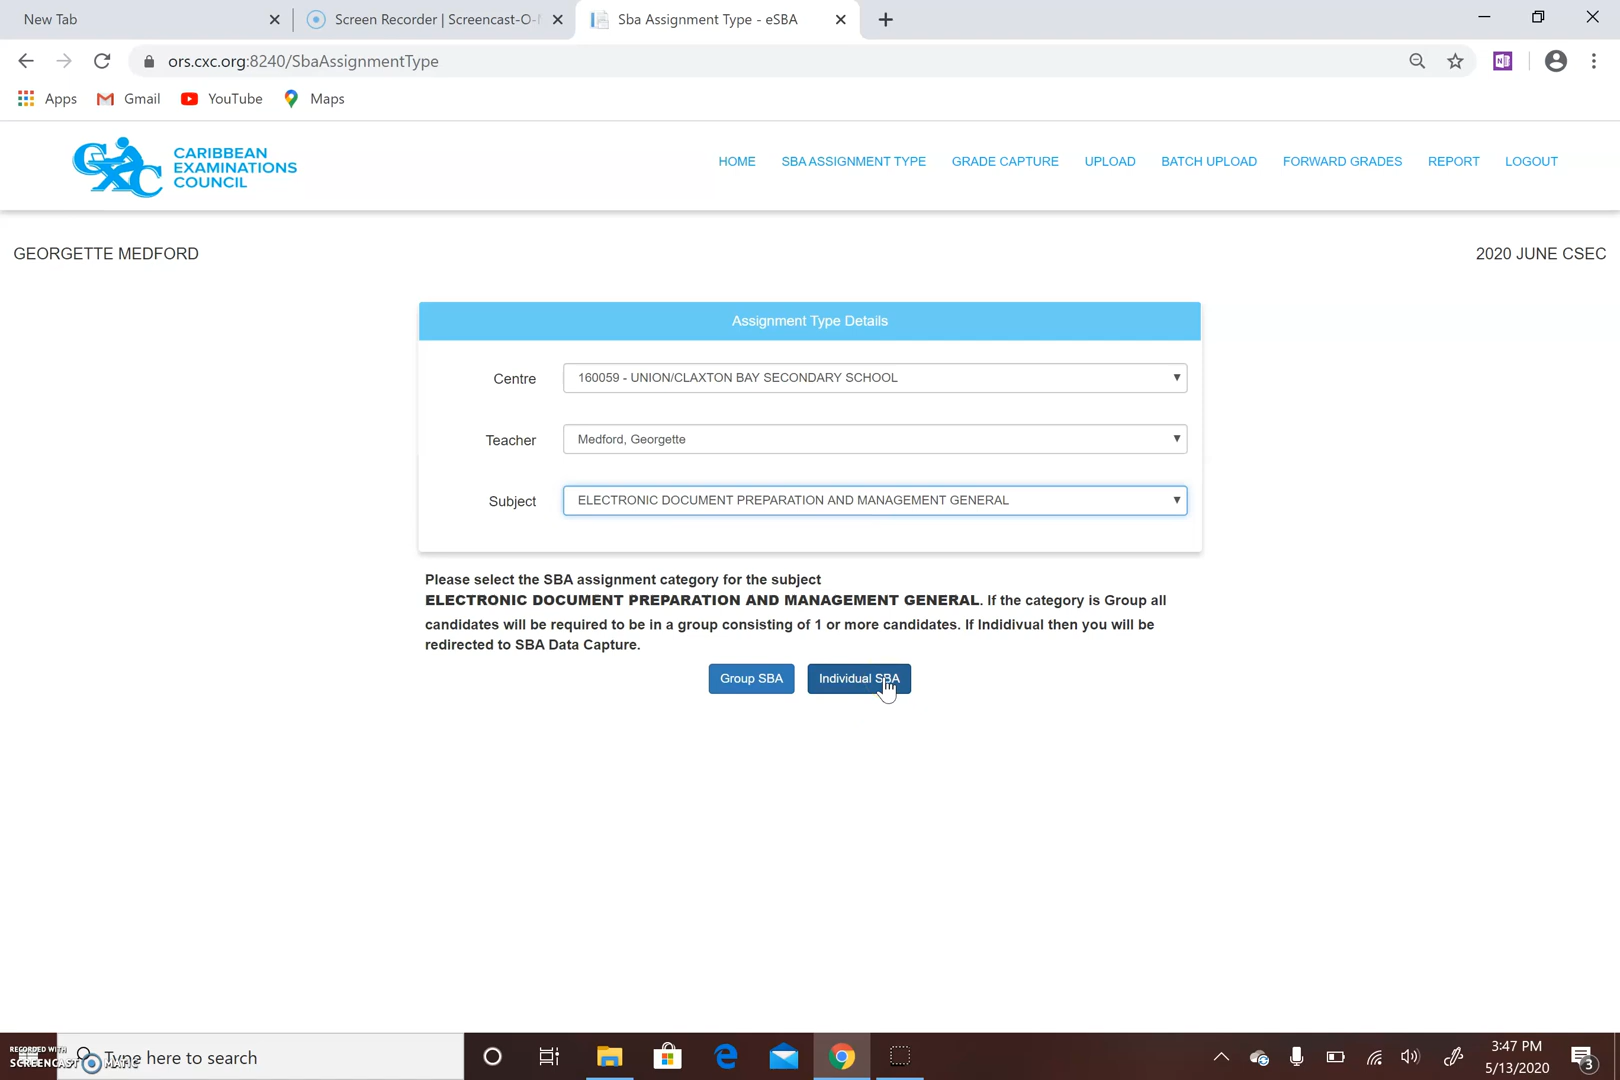 New Tab
Screen Recorder | Screencast-O-
Sba Assignment Type - eSBA
ors.cxc.org:8240/SbaAssignmentType
Apps
Gmail
YouTube
Maps
CXC
CARIBBEAN
EXAMINATIONS
COUNCIL
HOME
SBA ASSIGNMENT TYPE
GRADE CAPTURE
UPLOAD
BATCH UPLOAD
FORWARD GRADES
REPORT
LOGOUT
GEORGETTE MEDFORD
2020 JUNE CSEC
Assignment Type Details
Centre
160059 - UNION/CLAXTON BAY SECONDARY SCHOOL
Teacher
Medford, Georgette
Subject
ELECTRONIC DOCUMENT PREPARATION AND MANAGEMENT GENERAL
Please select the SBA assignment category for the subject
ELECTRONIC DOCUMENT PREPARATION AND MANAGEMENT GENERAL. If the category is Group all
candidates will be required to be in a group consisting of 1 or more candidates. If Indidivual then you will be
redirected to SBA Data Capture.
Group SBA
Individual SBA
RECORDED WITH
SCREENCAST MATIC
Type here to search
3:47 PM
5/13/2020
3